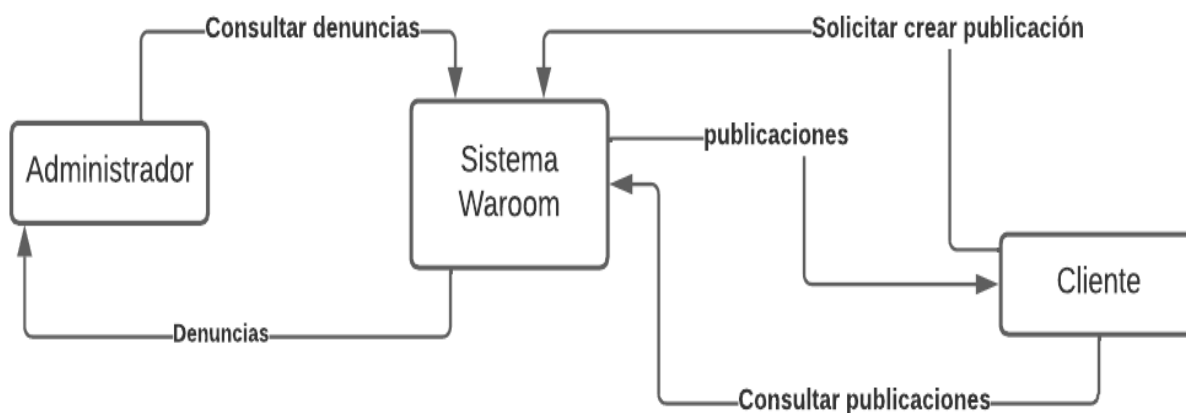 Consultar denuncias
Solicitar crear publicación
publicaciones
Administrador
Sistema
Waroom
Cliente
Denuncias
Consultar publicaciones